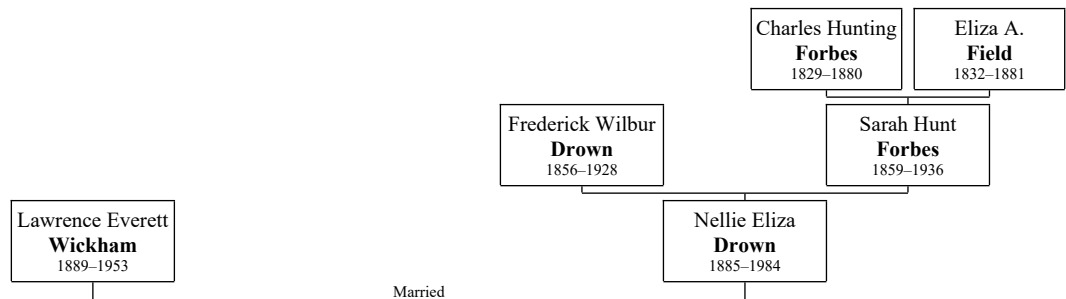 Charles Hunting
Forbes
1829–1880
Eliza A.
Field
1832–1881
Frederick Wilbur
Drown
1856–1928
Sarah Hunt
Forbes
1859–1936
Lawrence Everett
Wickham
1889–1953
Nellie Eliza
Drown
1885–1984
Married